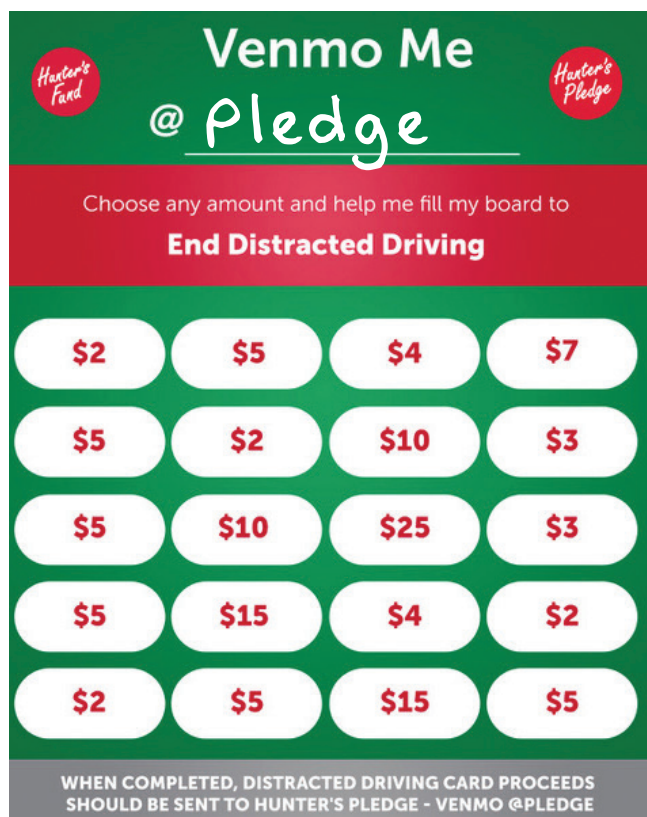 Venmo Me
Hunter's
Fund
Hunter's
Pledge
@ Pledge
Choose any amount and help me fill my board to
End Distracted Driving
$2 $5 $4 $7
$5 $2 $10 $3
$5 $10 $25 $3
$5 $15 $4 $2
$2 $5 $15 $5
WHEN COMPLETED, DISTRACTED DRIVING CARD PROCEEDS
SHOULD BE SENT TO HUNTER'S PLEDGE - VENMO @PLEDGE